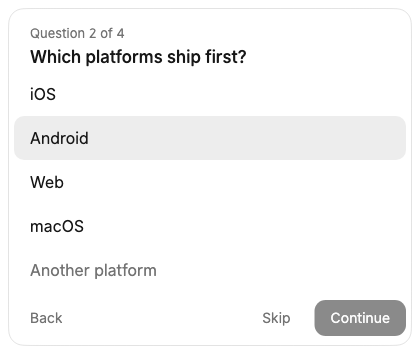 Question 2 of 4
Which platforms ship first?
iOS
Android
Web
macOS
Another platform
Back
Skip
Continue